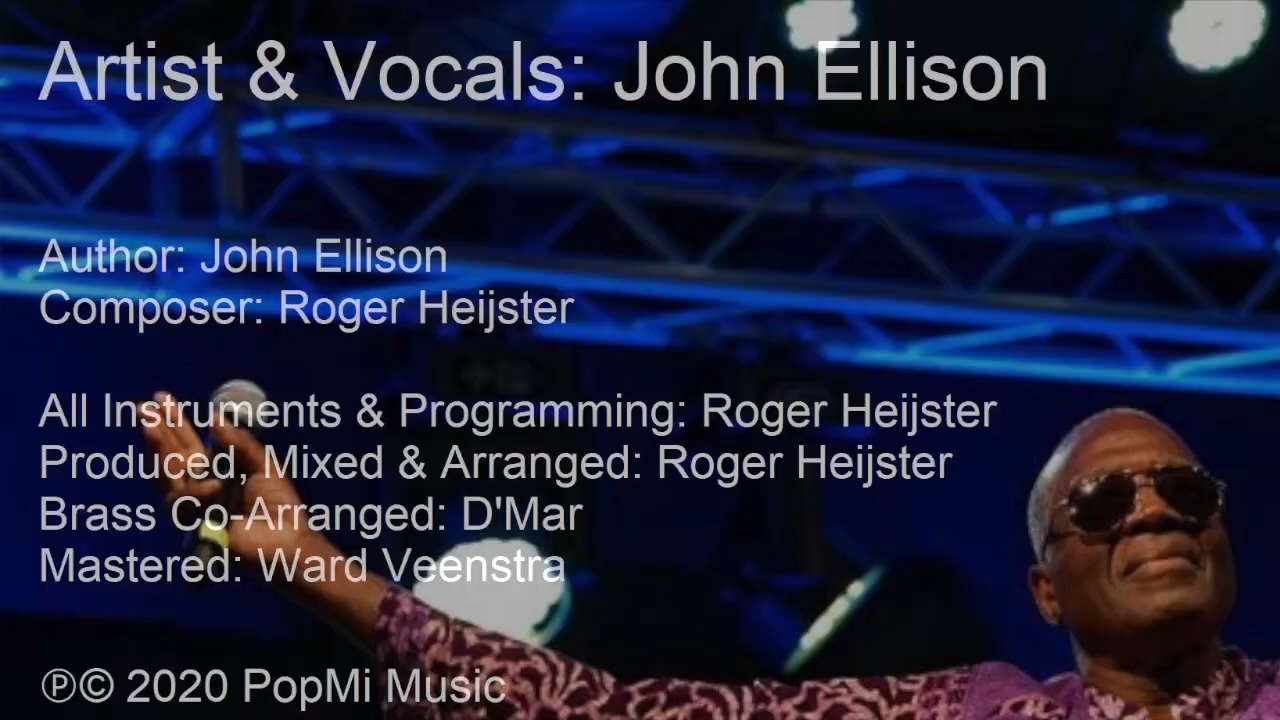 Artist & Vocals: John Ellison
Author: John Ellison
Composer: Roger Heijster
All Instruments & Programming: Roger Heijster
Produced, Mixed & Arranged: Roger Heijster
Brass Co-Arranged: D'Mar
Mastered: Ward Veenstra
℗© 2020 PopMi Music